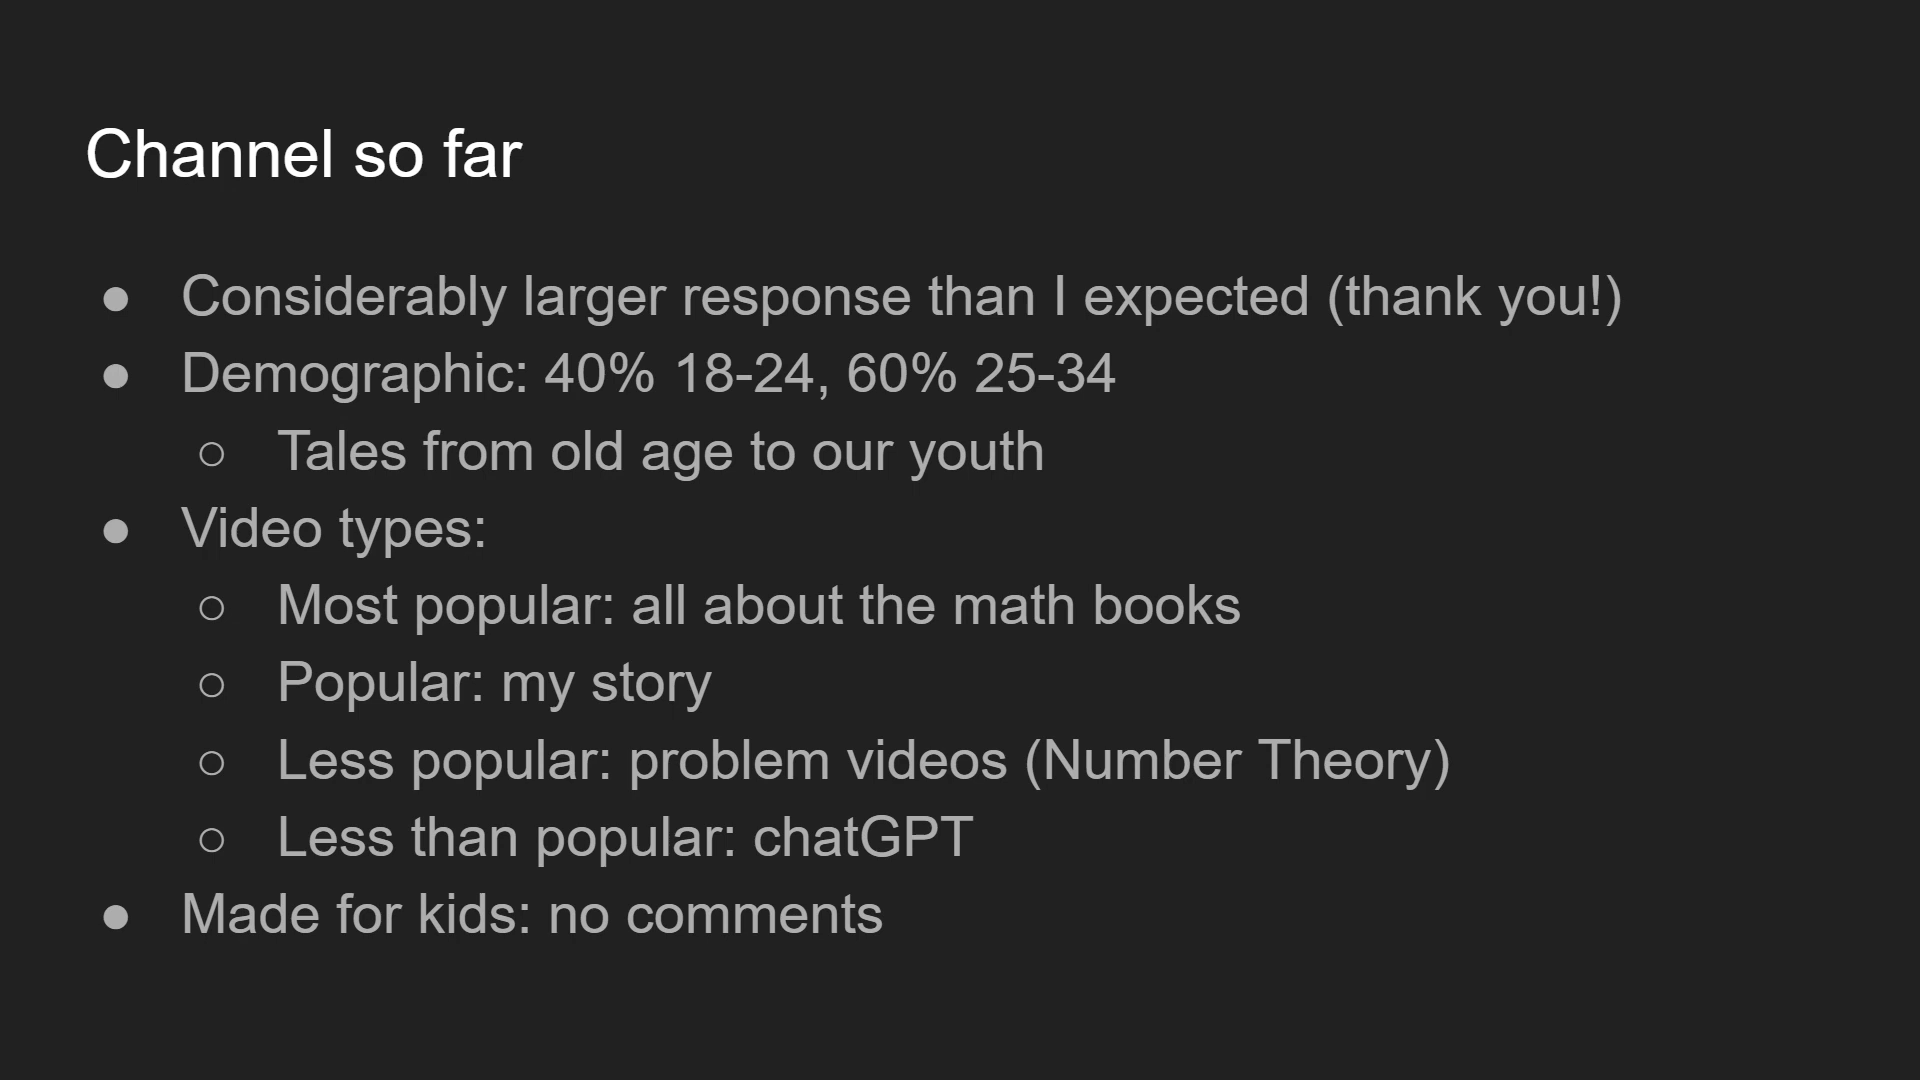 Channel so far
● Considerably larger response than I expected (thank you!)
● Demographic: 40% 18-24, 60% 25-34
○ Tales from old age to our youth
● Video types:
○ Most popular: all about the math books
○ Popular: my story
○ Less popular: problem videos (Number Theory)
○ Less than popular: chatGPT
● Made for kids: no comments